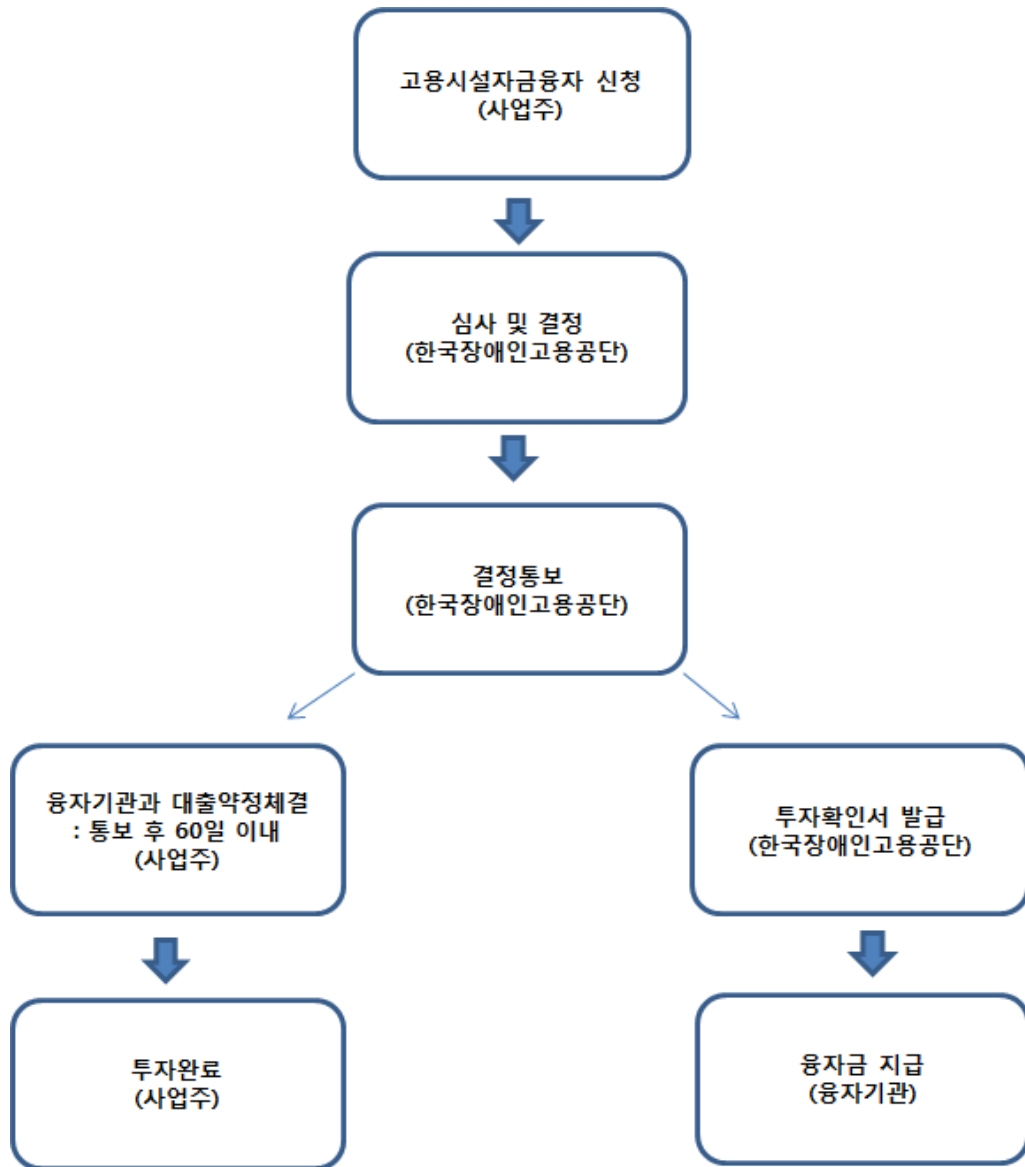 고용시설자금융자 신청
(사업주)
심사 및 결정
(한국장애인고용공단)
결정통보
(한국장애인고용공단)
융자기관과 대출약정체결
: 통보 후 60일 이내
(사업주)
투자확인서 발급
(한국장애인고용공단)
투자완료
(사업주)
융자금 지급
(융자기관)